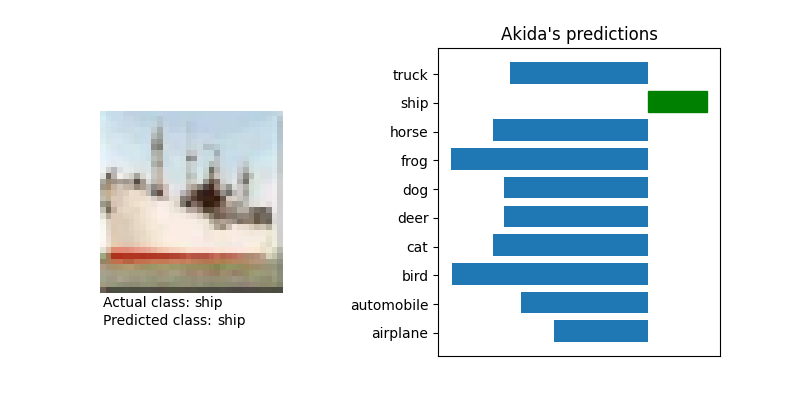 Akida's predictions
truck
ship
horse
frog
dog
deer
cat
bird
automobile
airplane
Actual class: ship
Predicted class: ship